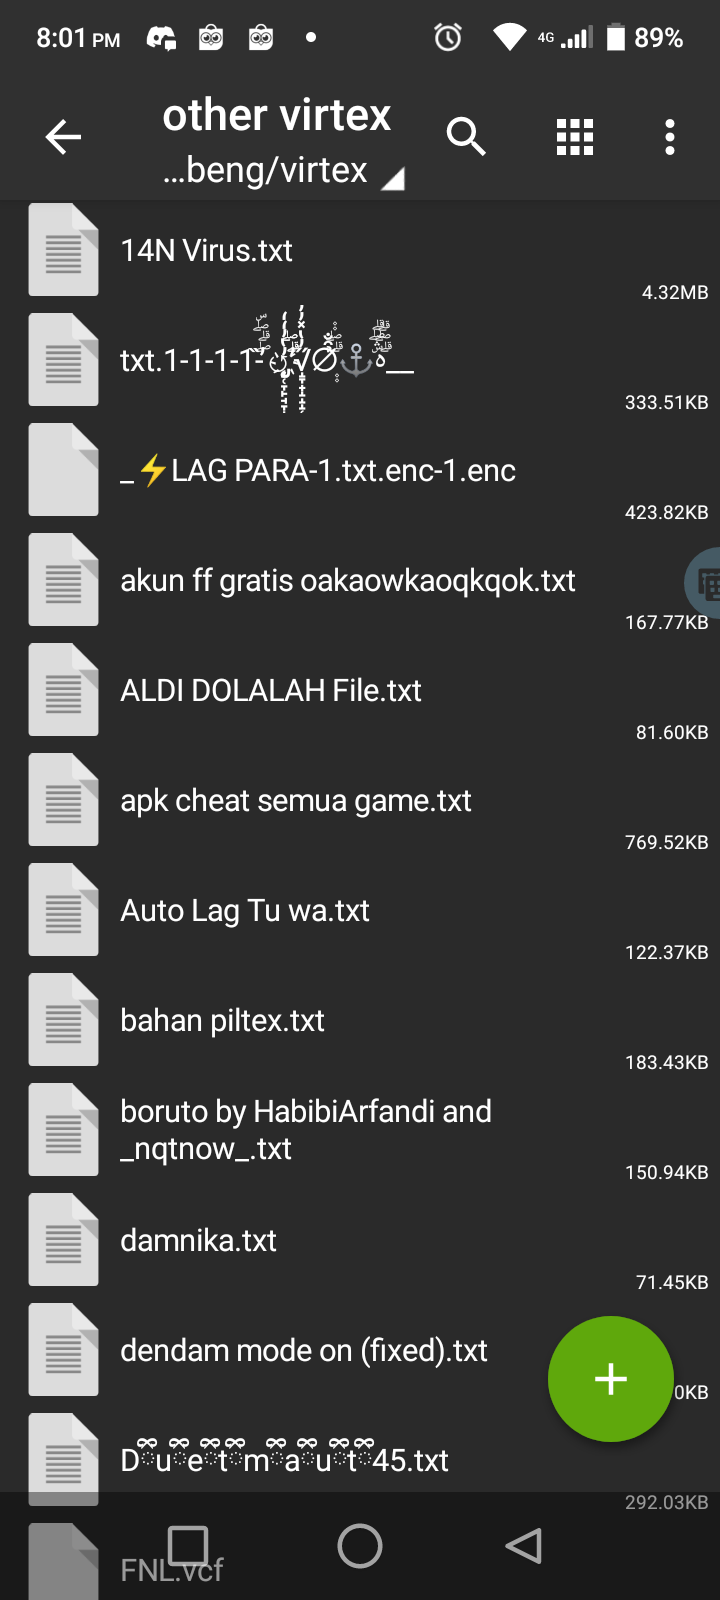 8:01 PM 4G 89%
other virtex
...beng/virtex
14N Virus.txt
4.32MB
txt.1-1-1-1-
333.51KB
_⚡LAG PARA-1.txt.enc-1.enc
423.82KB
akun ff gratis oakaowkaoqkqok.txt
167.77KB
ALDI DOLALAH File.txt
81.60KB
apk cheat semua game.txt
769.52KB
Auto Lag Tu wa.txt
122.37KB
bahan piltex.txt
183.43KB
boruto by HabibiArfandi and
_nqtnow_.txt
150.94KB
damnika.txt
71.45KB
dendam mode on (fixed).txt
0KB
Duetmaut45.txt
292.03KB
FNL.vcf